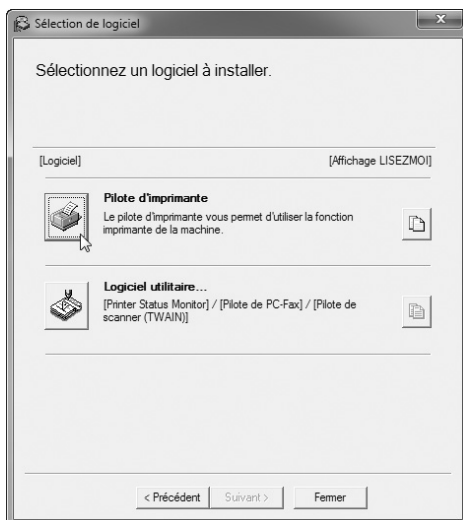 Sélection de logiciel
Sélectionnez un logiciel à installer.
[Logiciel] [Affichage LISEZMOI]
Pilote d'imprimante
Le pilote d'imprimante vous permet d'utiliser la fonction
imprimante de la machine.
Logiciel utilitaire...
[Printer Status Monitor] / [Pilote de PC-Fax] / [Pilote de
scanner (TWAIN)]
< Précédent Suivant > Fermer